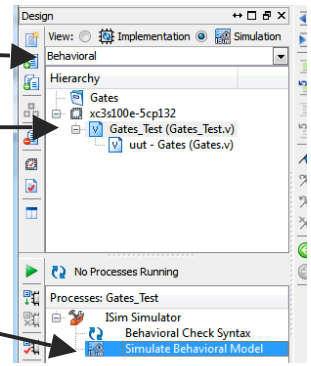 Design
View: Implementation Simulation
Behavioral
Hierarchy
Gates
xc3s100e-5cp132
Gates_Test (Gates_Test.v)
uut - Gates (Gates.v)
No Processes Running
Processes: Gates_Test
ISim Simulator
Behavioral Check Syntax
Simulate Behavioral Model